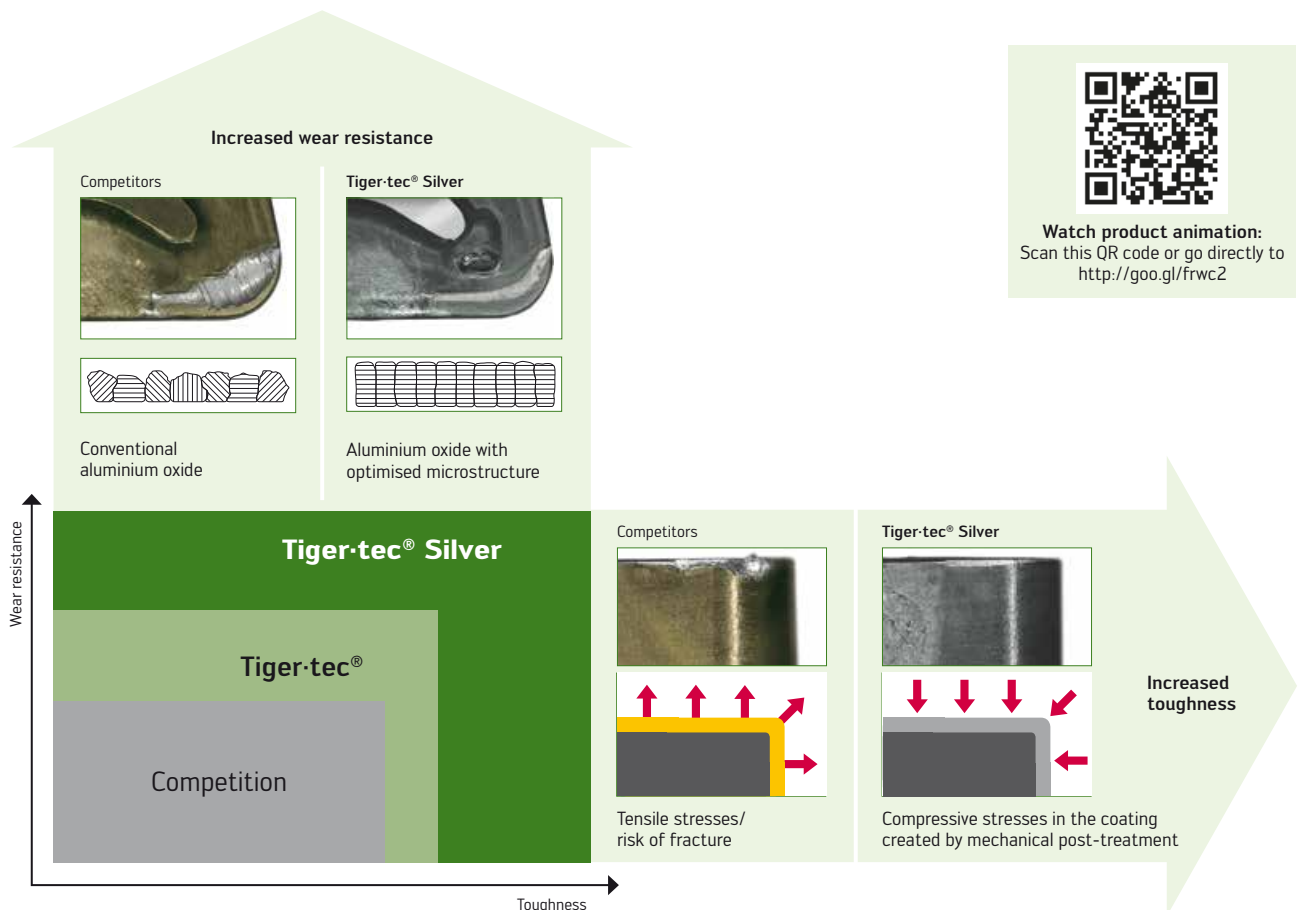 Increased wear resistance
Competitors
Tiger·tec® Silver
Conventional
aluminium oxide
Aluminium oxide with
optimised microstructure
Watch product animation:
Scan this QR code or go directly to
http://goo.gl/frwc2
Wear resistance
Tiger·tec® Silver
Tiger·tec®
Competition
Toughness
Competitors
Tiger·tec® Silver
Tensile stresses/
risk of fracture
Compressive stresses in the coating
created by mechanical post-treatment
Increased
toughness